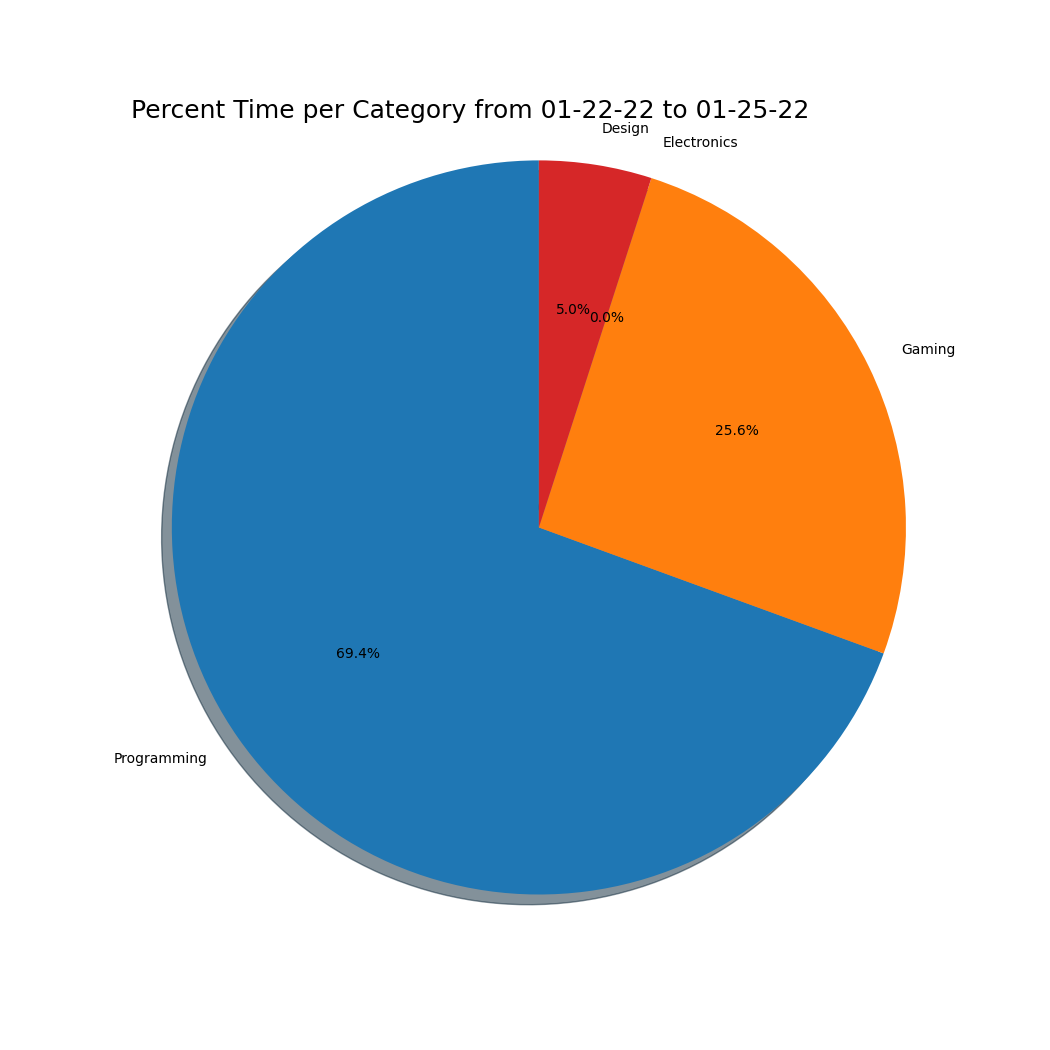 Percent Time per Category from 01-22-22 to 01-25-22
Design
Electronics
Gaming
Programming
5.0%
0.0%
25.6%
69.4%